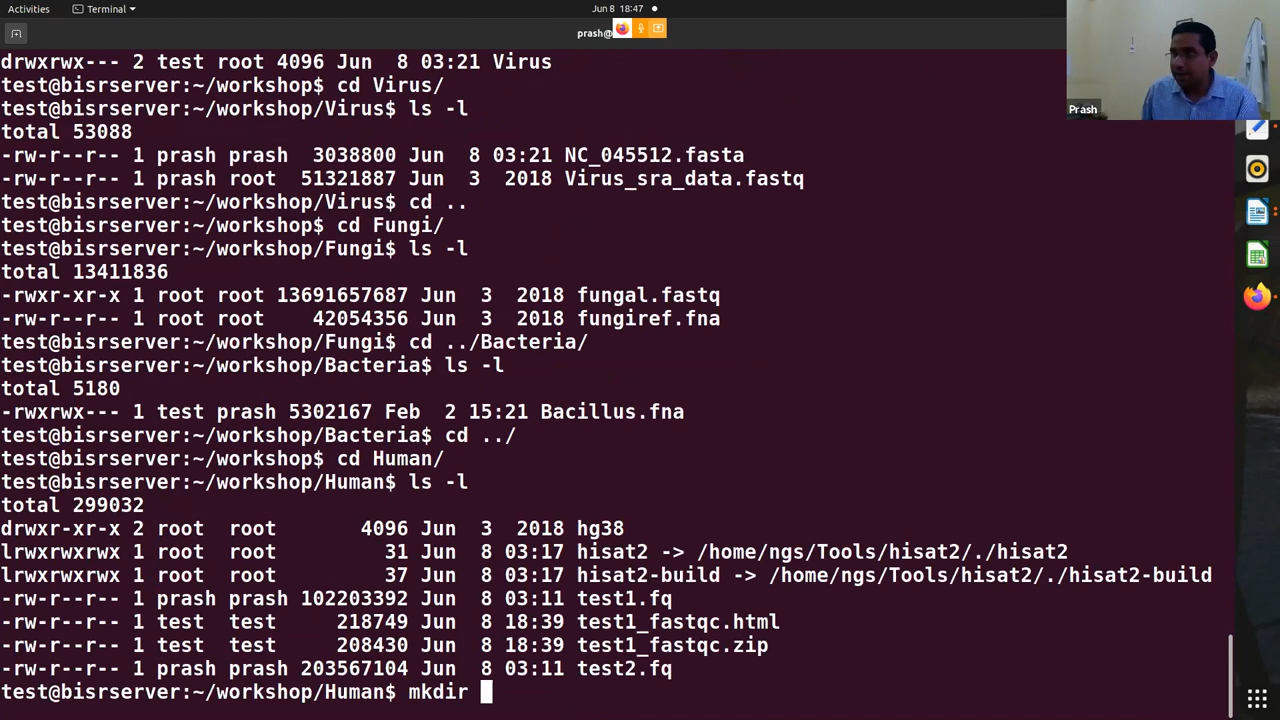 Activities
Terminal
Jun 8 18:47
prash@
Prash
drwxrwx--- 2 test root 4096 Jun  8 03:21 Virus
test@bisrserver:~/workshop$ cd Virus/
test@bisrserver:~/workshop/Virus$ ls -l
total 53088
-rw-r--r-- 1 prash prash  3038800 Jun  8 03:21 NC_045512.fasta
-rw-r--r-- 1 prash root  51321887 Jun  3  2018 Virus_sra_data.fastq
test@bisrserver:~/workshop/Virus$ cd ..
test@bisrserver:~/workshop$ cd Fungi/
test@bisrserver:~/workshop/Fungi$ ls -l
total 13411836
-rwxr-xr-x 1 root root 13691657687 Jun  3  2018 fungal.fastq
-rw-r--r-- 1 root root    42054356 Jun  3  2018 fungiref.fna
test@bisrserver:~/workshop/Fungi$ cd ../Bacteria/
test@bisrserver:~/workshop/Bacteria$ ls -l
total 5180
-rwxrwx--- 1 test prash 5302167 Feb  2 15:21 Bacillus.fna
test@bisrserver:~/workshop/Bacteria$ cd ../
test@bisrserver:~/workshop$ cd Human/
test@bisrserver:~/workshop/Human$ ls -l
total 299032
drwxr-xr-x 2 root  root       4096 Jun  3  2018 hg38
lrwxrwxrwx 1 root  root         31 Jun  8 03:17 hisat2 -> /home/ngs/Tools/hisat2/./hisat2
lrwxrwxrwx 1 root  root         37 Jun  8 03:17 hisat2-build -> /home/ngs/Tools/hisat2/./hisat2-build
-rw-r--r-- 1 prash prash 102203392 Jun  8 03:11 test1.fq
-rw-r--r-- 1 test  test     218749 Jun  8 18:39 test1_fastqc.html
-rw-r--r-- 1 test  test     208430 Jun  8 18:39 test1_fastqc.zip
-rw-r--r-- 1 prash prash 203567104 Jun  8 03:11 test2.fq
test@bisrserver:~/workshop/Human$ mkdir